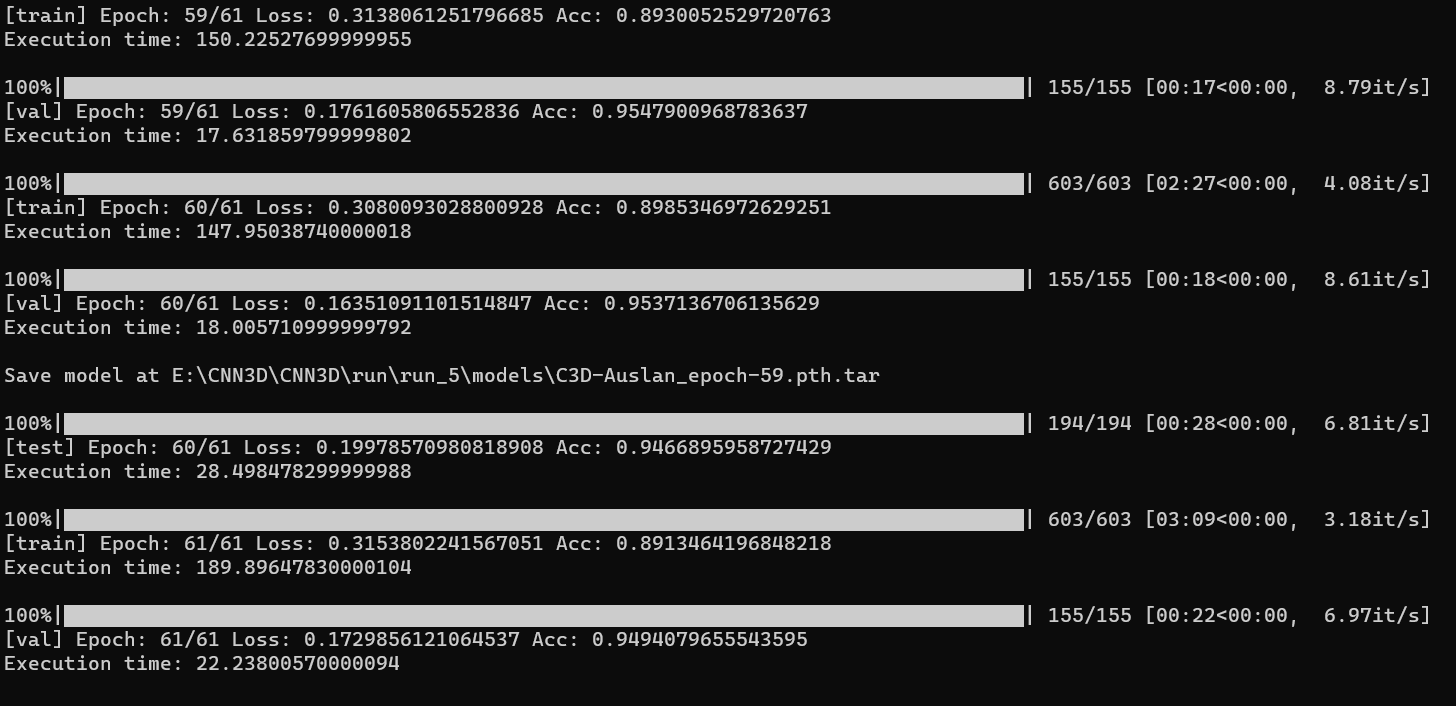 [train] Epoch: 59/61 Loss: 0.3138061251796685 Acc: 0.8930052529720763
Execution time: 150.22527699999955
100%| | 155/155 [00:17<00:00, 8.79it/s]
[val] Epoch: 59/61 Loss: 0.1761605806552836 Acc: 0.9547900968783637
Execution time: 17.631859799999802
100%| | 603/603 [02:27<00:00, 4.08it/s]
[train] Epoch: 60/61 Loss: 0.3080093028800928 Acc: 0.8985346972629251
Execution time: 147.95038740000018
100%| | 155/155 [00:18<00:00, 8.61it/s]
[val] Epoch: 60/61 Loss: 0.16351091101514847 Acc: 0.9537136706135629
Execution time: 18.005710999999792
Save model at E:\CNN3D\CNN3D\run\run_5\models\C3D-Auslan_epoch-59.pth.tar
100%| | 194/194 [00:28<00:00, 6.81it/s]
[test] Epoch: 60/61 Loss: 0.19978570980818908 Acc: 0.9466895958727429
Execution time: 28.498478299999988
100%| | 603/603 [03:09<00:00, 3.18it/s]
[train] Epoch: 61/61 Loss: 0.3153802241567051 Acc: 0.8913464196848218
Execution time: 189.89647830000104
100%| | 155/155 [00:22<00:00, 6.97it/s]
[val] Epoch: 61/61 Loss: 0.1729856121064537 Acc: 0.9494079655543595
Execution time: 22.23800570000094